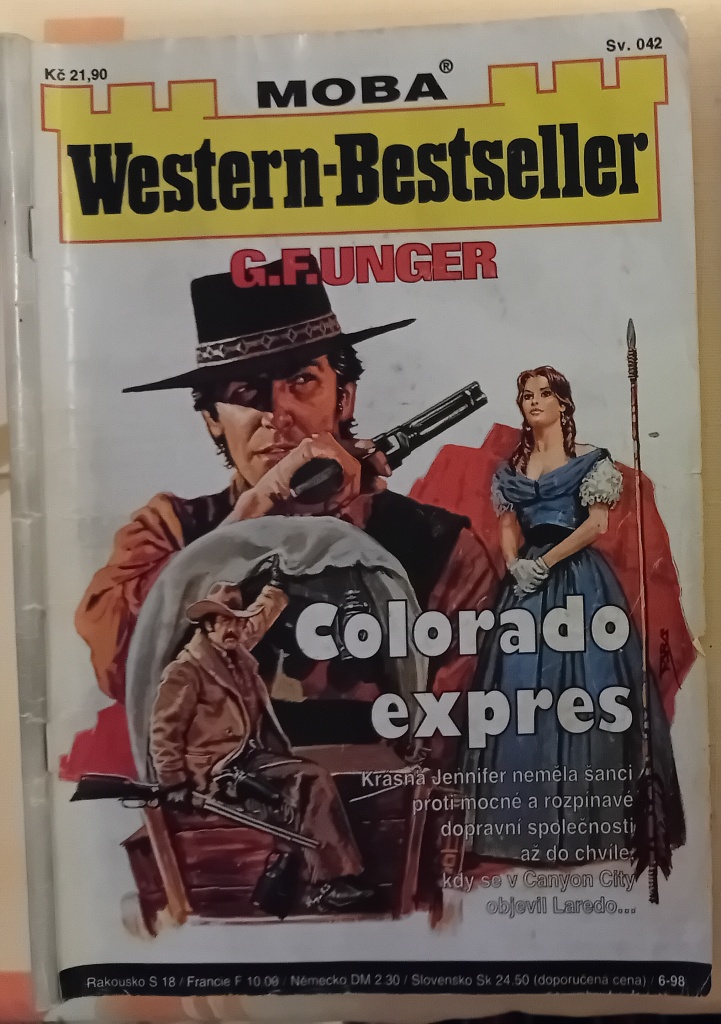 Kč 21,90
Sv. 042
MOBA®
Western-Bestseller
G.F.UNGER
Colorado
expres
Krásná Jennifer neměla šanci
proti mocné a rozpínavé
dopravní společnosti
až do chvíle,
kdy se v Canyon City
objevil Laredo...
Rakousko S 18 / Francie F 10.00 / Německo DM 2.30 / Slovensko Sk 24.50 (doporučená cena) / 6-98